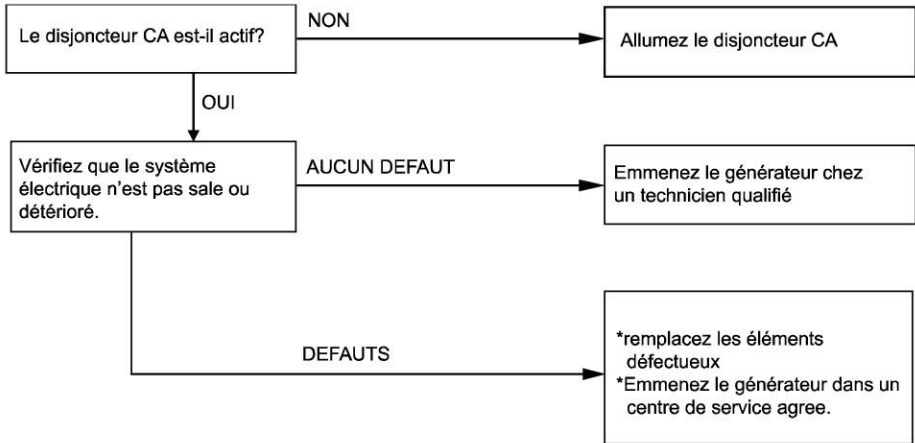 Le disjoncteur CA est-il actif?
NON
Allumez le disjoncteur CA
OUI
Vérifiez que le système
électrique n'est pas sale ou
détérioré.
AUCUN DEFAUT
Emmenez le générateur chez
un technicien qualifié
DEFAUTS
*remplacez les éléments
défectueux
*Emmenez le générateur dans un
centre de service agree.